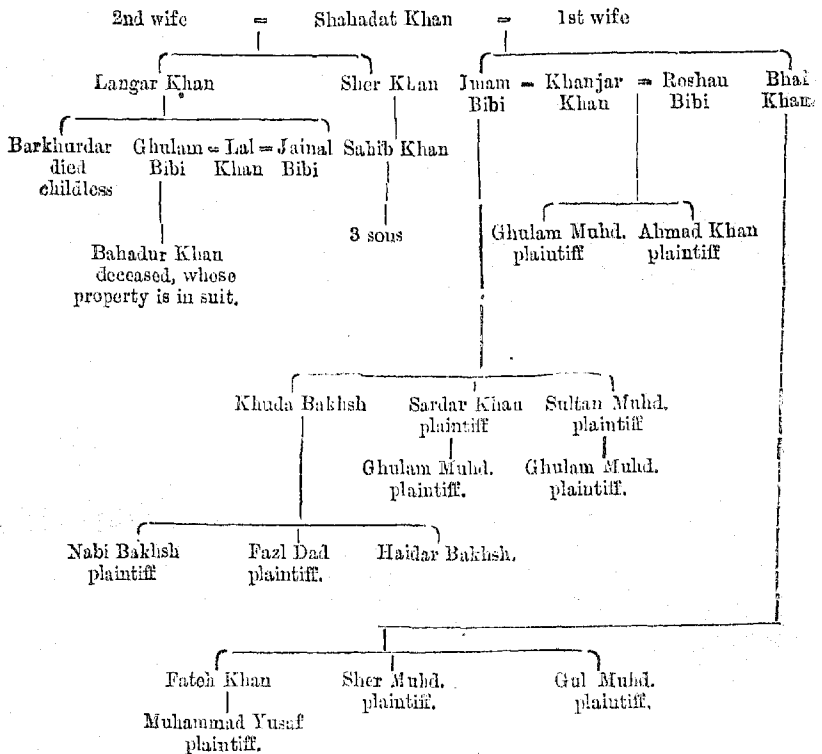 2nd wife = Shahadat Khan = 1st wife
Langar Khan Sher Khan Imam Bibi = Khanjar Khan = Roshan Bibi Bhai Khan
Barkhurdar died childless Ghulam Bibi = Lal Khan = Jainal Bibi Sahib Khan
3 sons
Ghulam Muhd. plaintiff Ahmad Khan plaintiff
Bahadur Khan
deceased, whose
property is in suit.
Khuda Bakhsh Sardar Khan plaintiff Sultan Muhd. plaintiff
Ghulam Muhd. plaintiff. Ghulam Muhd. plaintiff.
Nabi Bakhsh plaintiff Fazl Dad plaintiff. Haidar Bakhsh.
Fateh Khan Sher Muhd. plaintiff. Gul Muhd. plaintiff.
Muhammad Yusaf
plaintiff.